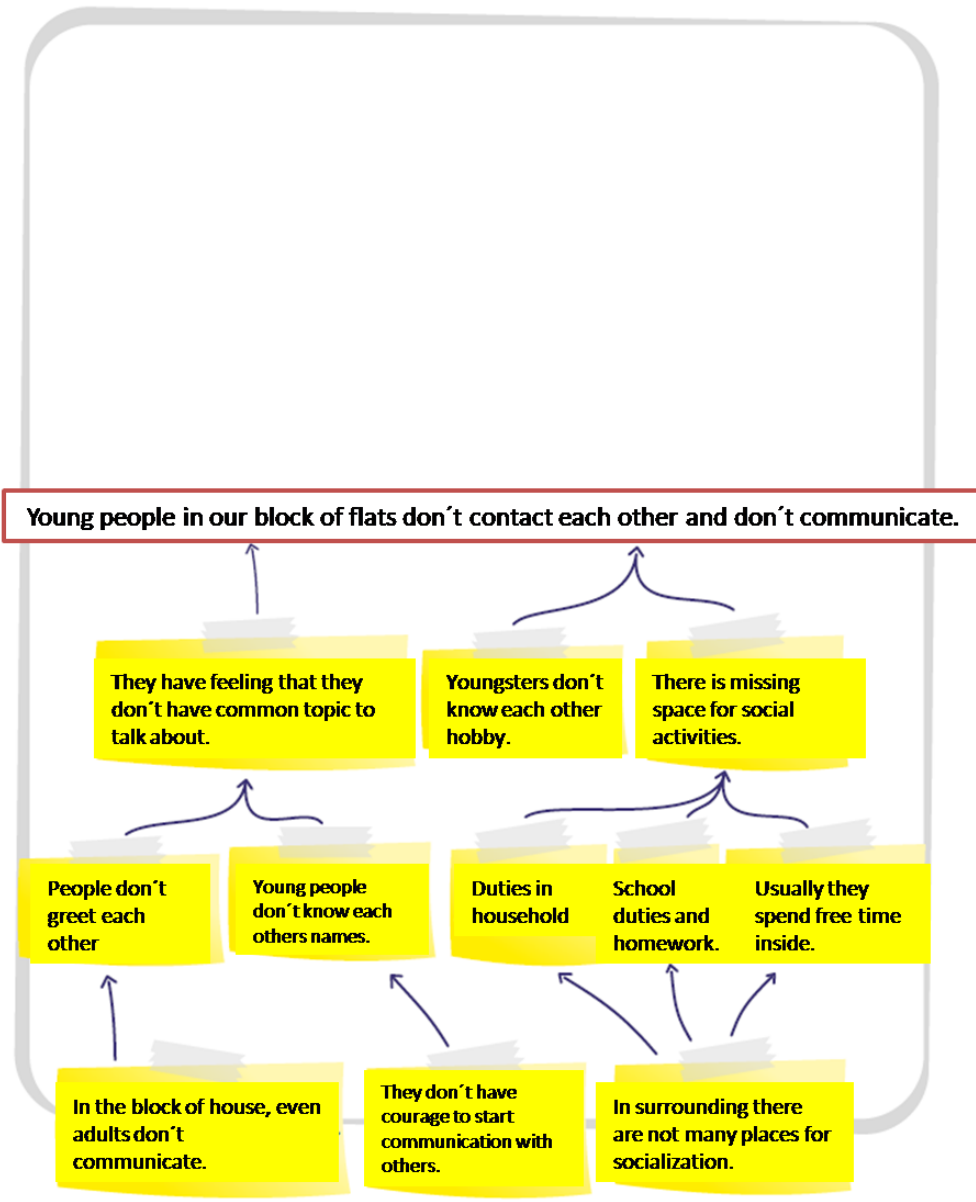 Young people in our block of flats don´t contact each other and don´t communicate.
They have feeling that they
don´t have common topic to
talk about.
Youngsters don´t
know each other
hobby.
There is missing
space for social
activities.
People don´t
greet each
other
Young people
don´t know each
others names.
Duties in
household
School
duties and
homework.
Usually they
spend free time
inside.
In the block of house, even
adults don´t
communicate.
They don´t have
courage to start
communication with
others.
In surrounding there
are not many places for
socialization.